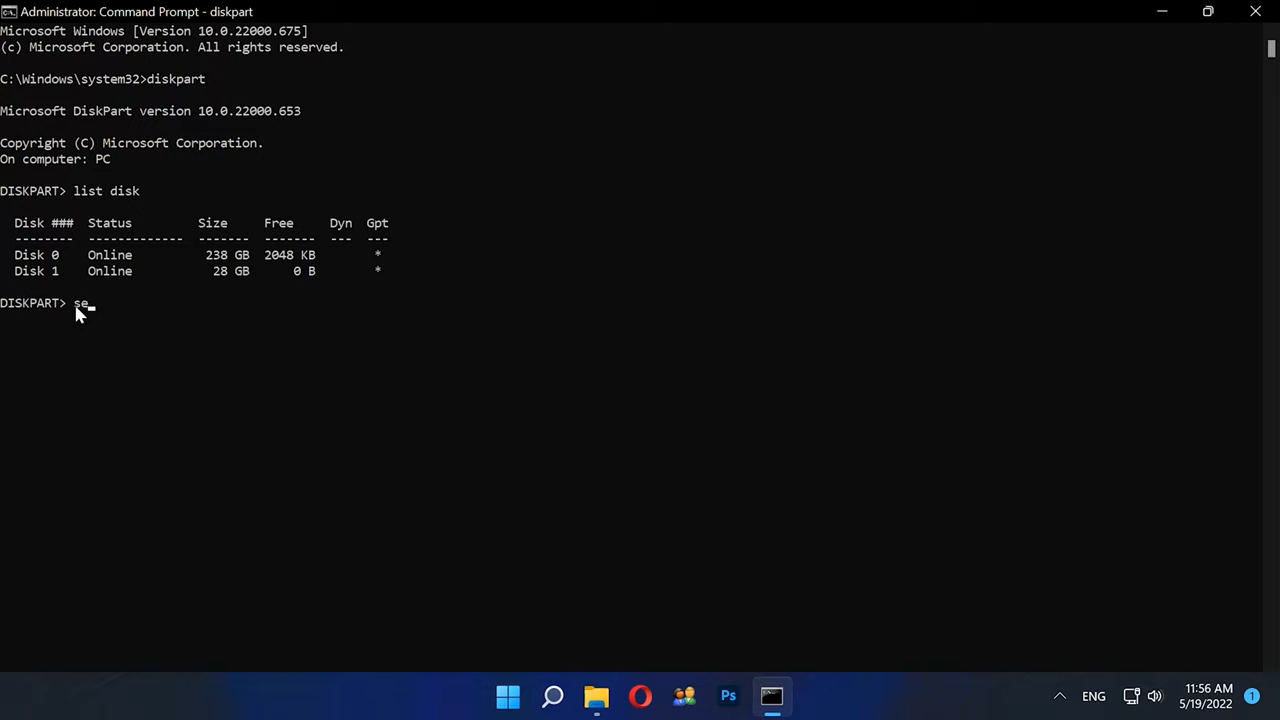 Administrator: Command Prompt - diskpart
Microsoft Windows [Version 10.0.22000.675]
(c) Microsoft Corporation. All rights reserved.
C:\Windows\system32>diskpart
Microsoft DiskPart version 10.0.22000.653
Copyright (C) Microsoft Corporation.
On computer: PC
DISKPART> list disk
Disk ### Status Size Free Dyn Gpt
-------- ------------- ------- ------- --- ---
Disk 0 Online 238 GB 2048 KB *
Disk 1 Online 28 GB 0 B *
DISKPART> se_
Ps
ENG
11:56 AM
5/19/2022
1